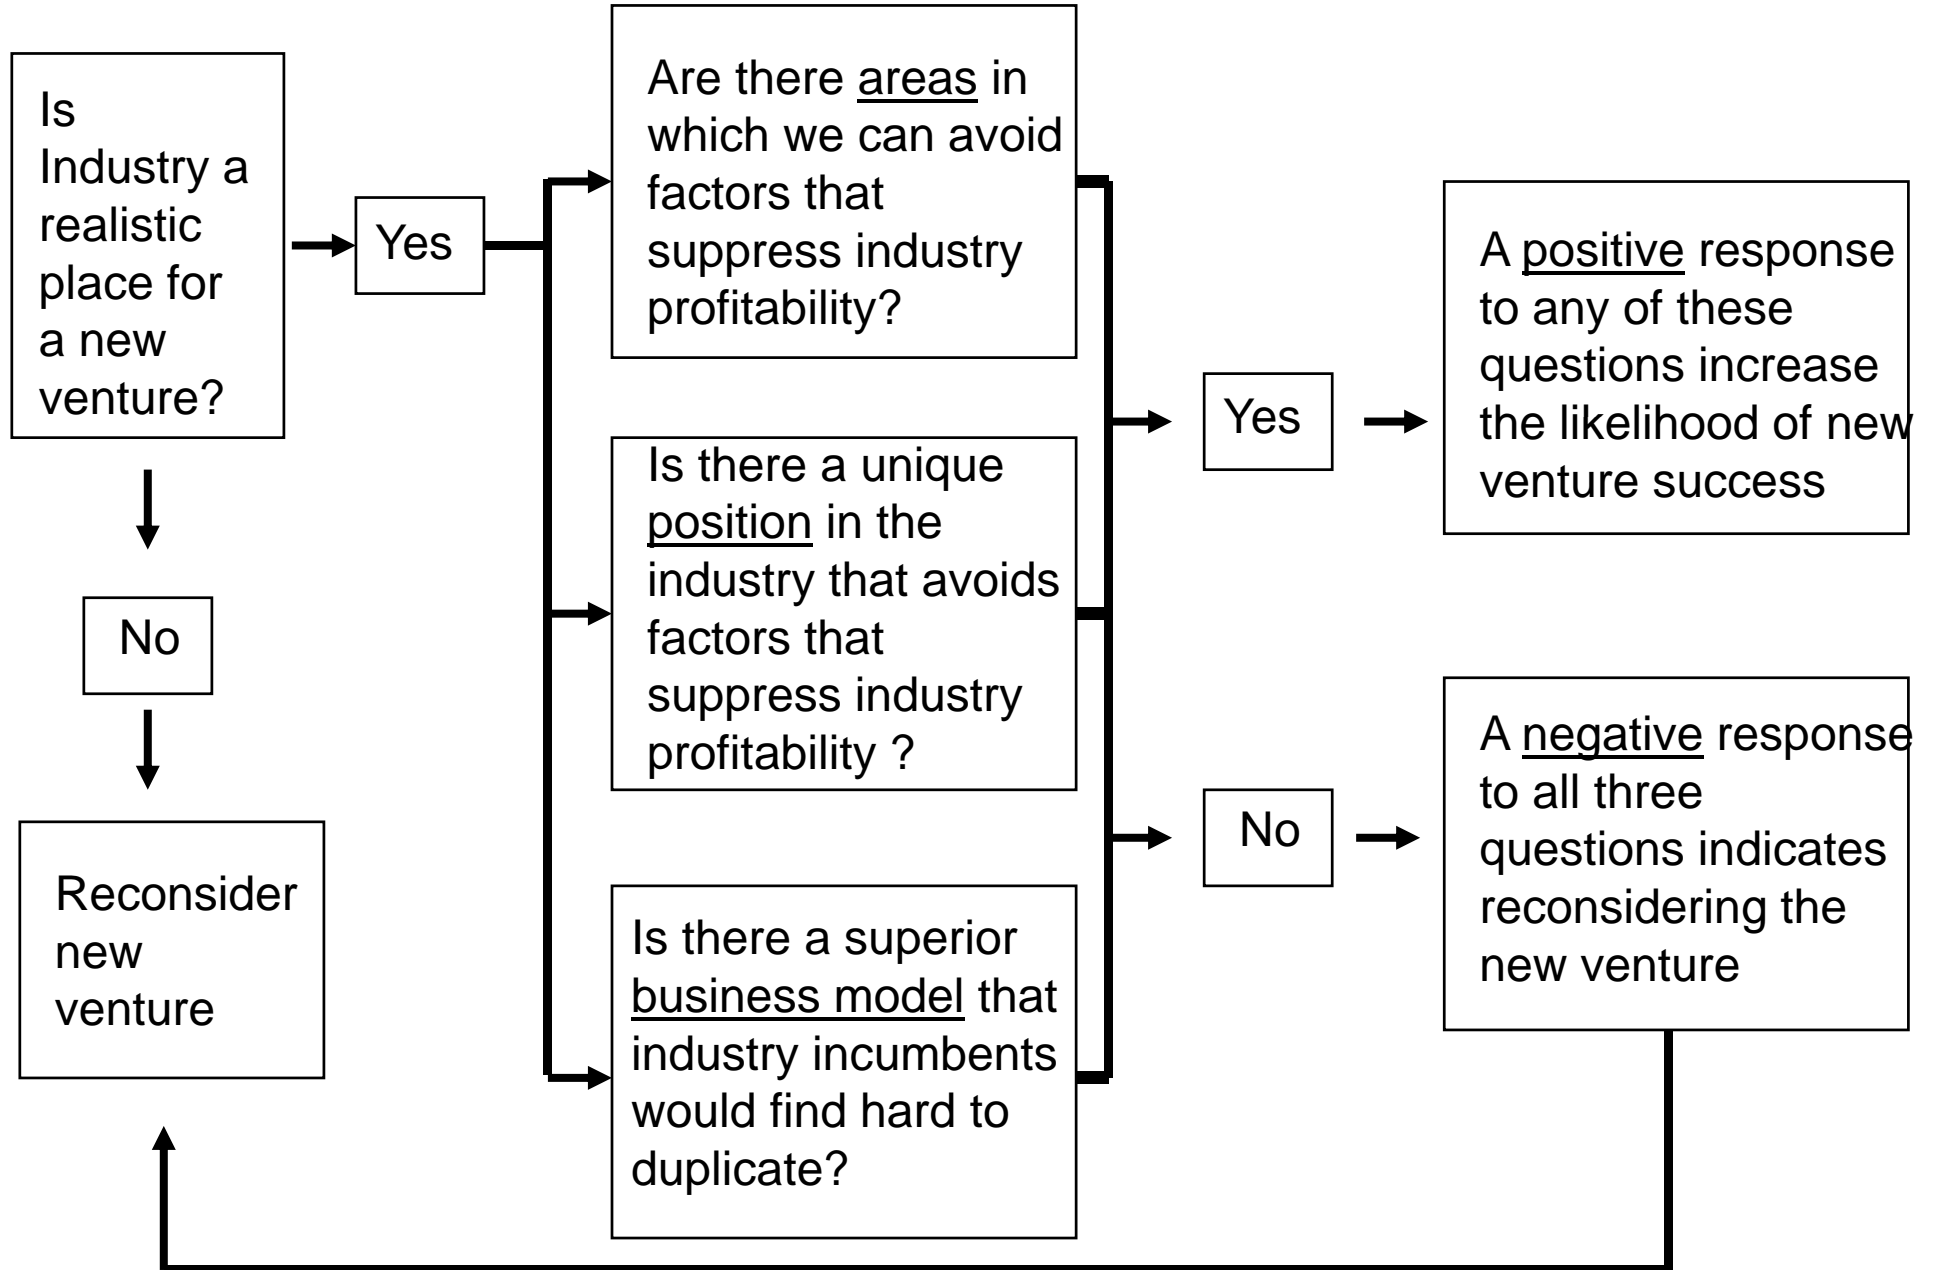 Is
Industry a
realistic
place for
a new
venture?
Yes
No
Reconsider
new
venture
Are there areas in
which we can avoid
factors that
suppress industry
profitability?
Is there a unique
position in the
industry that avoids
factors that
suppress industry
profitability ?
Is there a superior
business model that
industry incumbents
would find hard to
duplicate?
Yes
A positive response
to any of these
questions increase
the likelihood of new
venture success
No
A negative response
to all three
questions indicates
reconsidering the
new venture